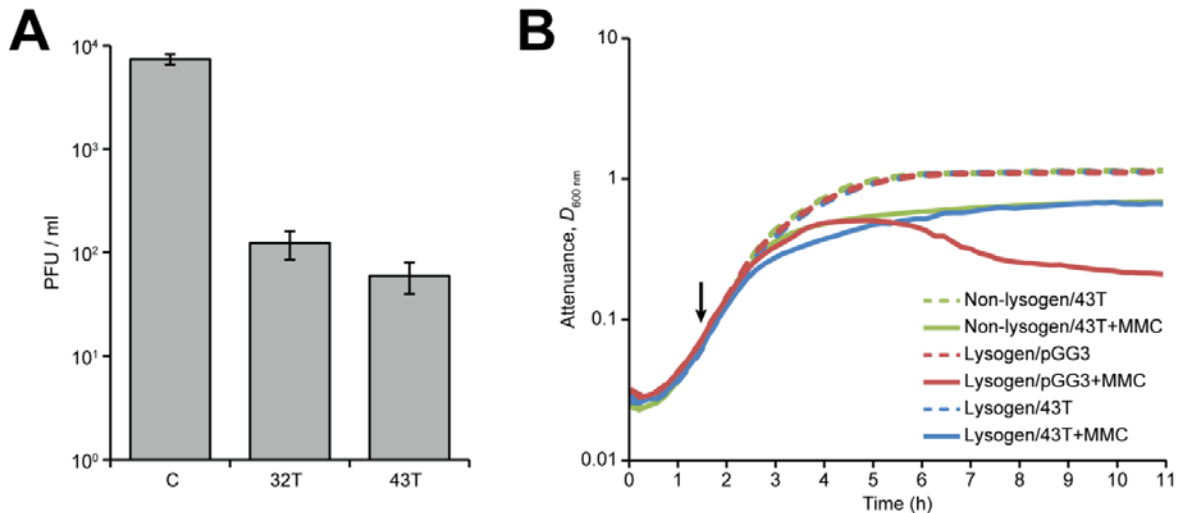 A
PFU / ml
10⁴
10³
10²
10¹
10⁰
C 32T 43T
B
Attenuance, D₆₀₀ ₙₘ
10
1
0.1
0.01
Non-lysogen/43T
Non-lysogen/43T+MMC
Lysogen/pGG3
Lysogen/pGG3+MMC
Lysogen/43T
Lysogen/43T+MMC
0 1 2 3 4 5 6 7 8 9 10 11
Time (h)